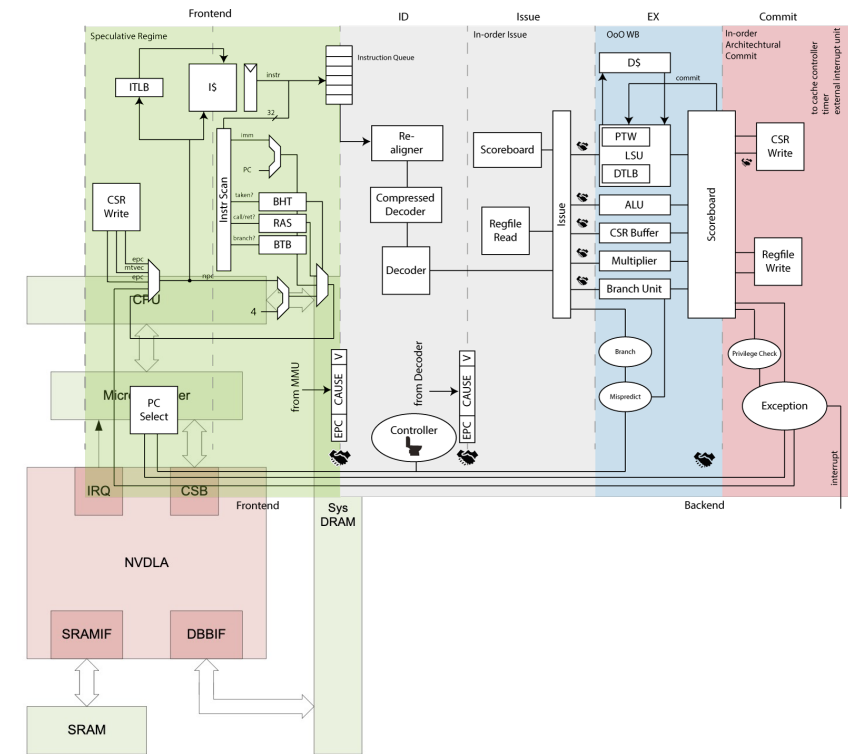 Frontend
ID
Issue
EX
Commit
Speculative Regime
In-order Issue
OoO WB
In-order
Architechtural
Commit
to cache controller
timer
external interrupt unit
ITLB
I$
instr
Instruction Queue
32
D$
commit
PTW
LSU
DTLB
Instr Scan
imm
PC
Re-
aligner
Scoreboard
CSR
Write
taken?
BHT
call/ret?
RAS
branch?
BTB
CSR
Write
Compressed
Decoder
Regfile
Read
Issue
ALU
CSR Buffer
Scoreboard
epc
mtvec
epc
npc
Decoder
Multiplier
Regfile
Write
Branch Unit
CPU
4
from MMU
EPC CAUSE V
from Decoder
EPC CAUSE V
Branch
Privilege Check
PC
Select
Mispredict
Exception
Controller
interrupt
IRQ
CSB
Frontend
Backend
Sys
DRAM
NVDLA
SRAMIF
DBBIF
SRAM